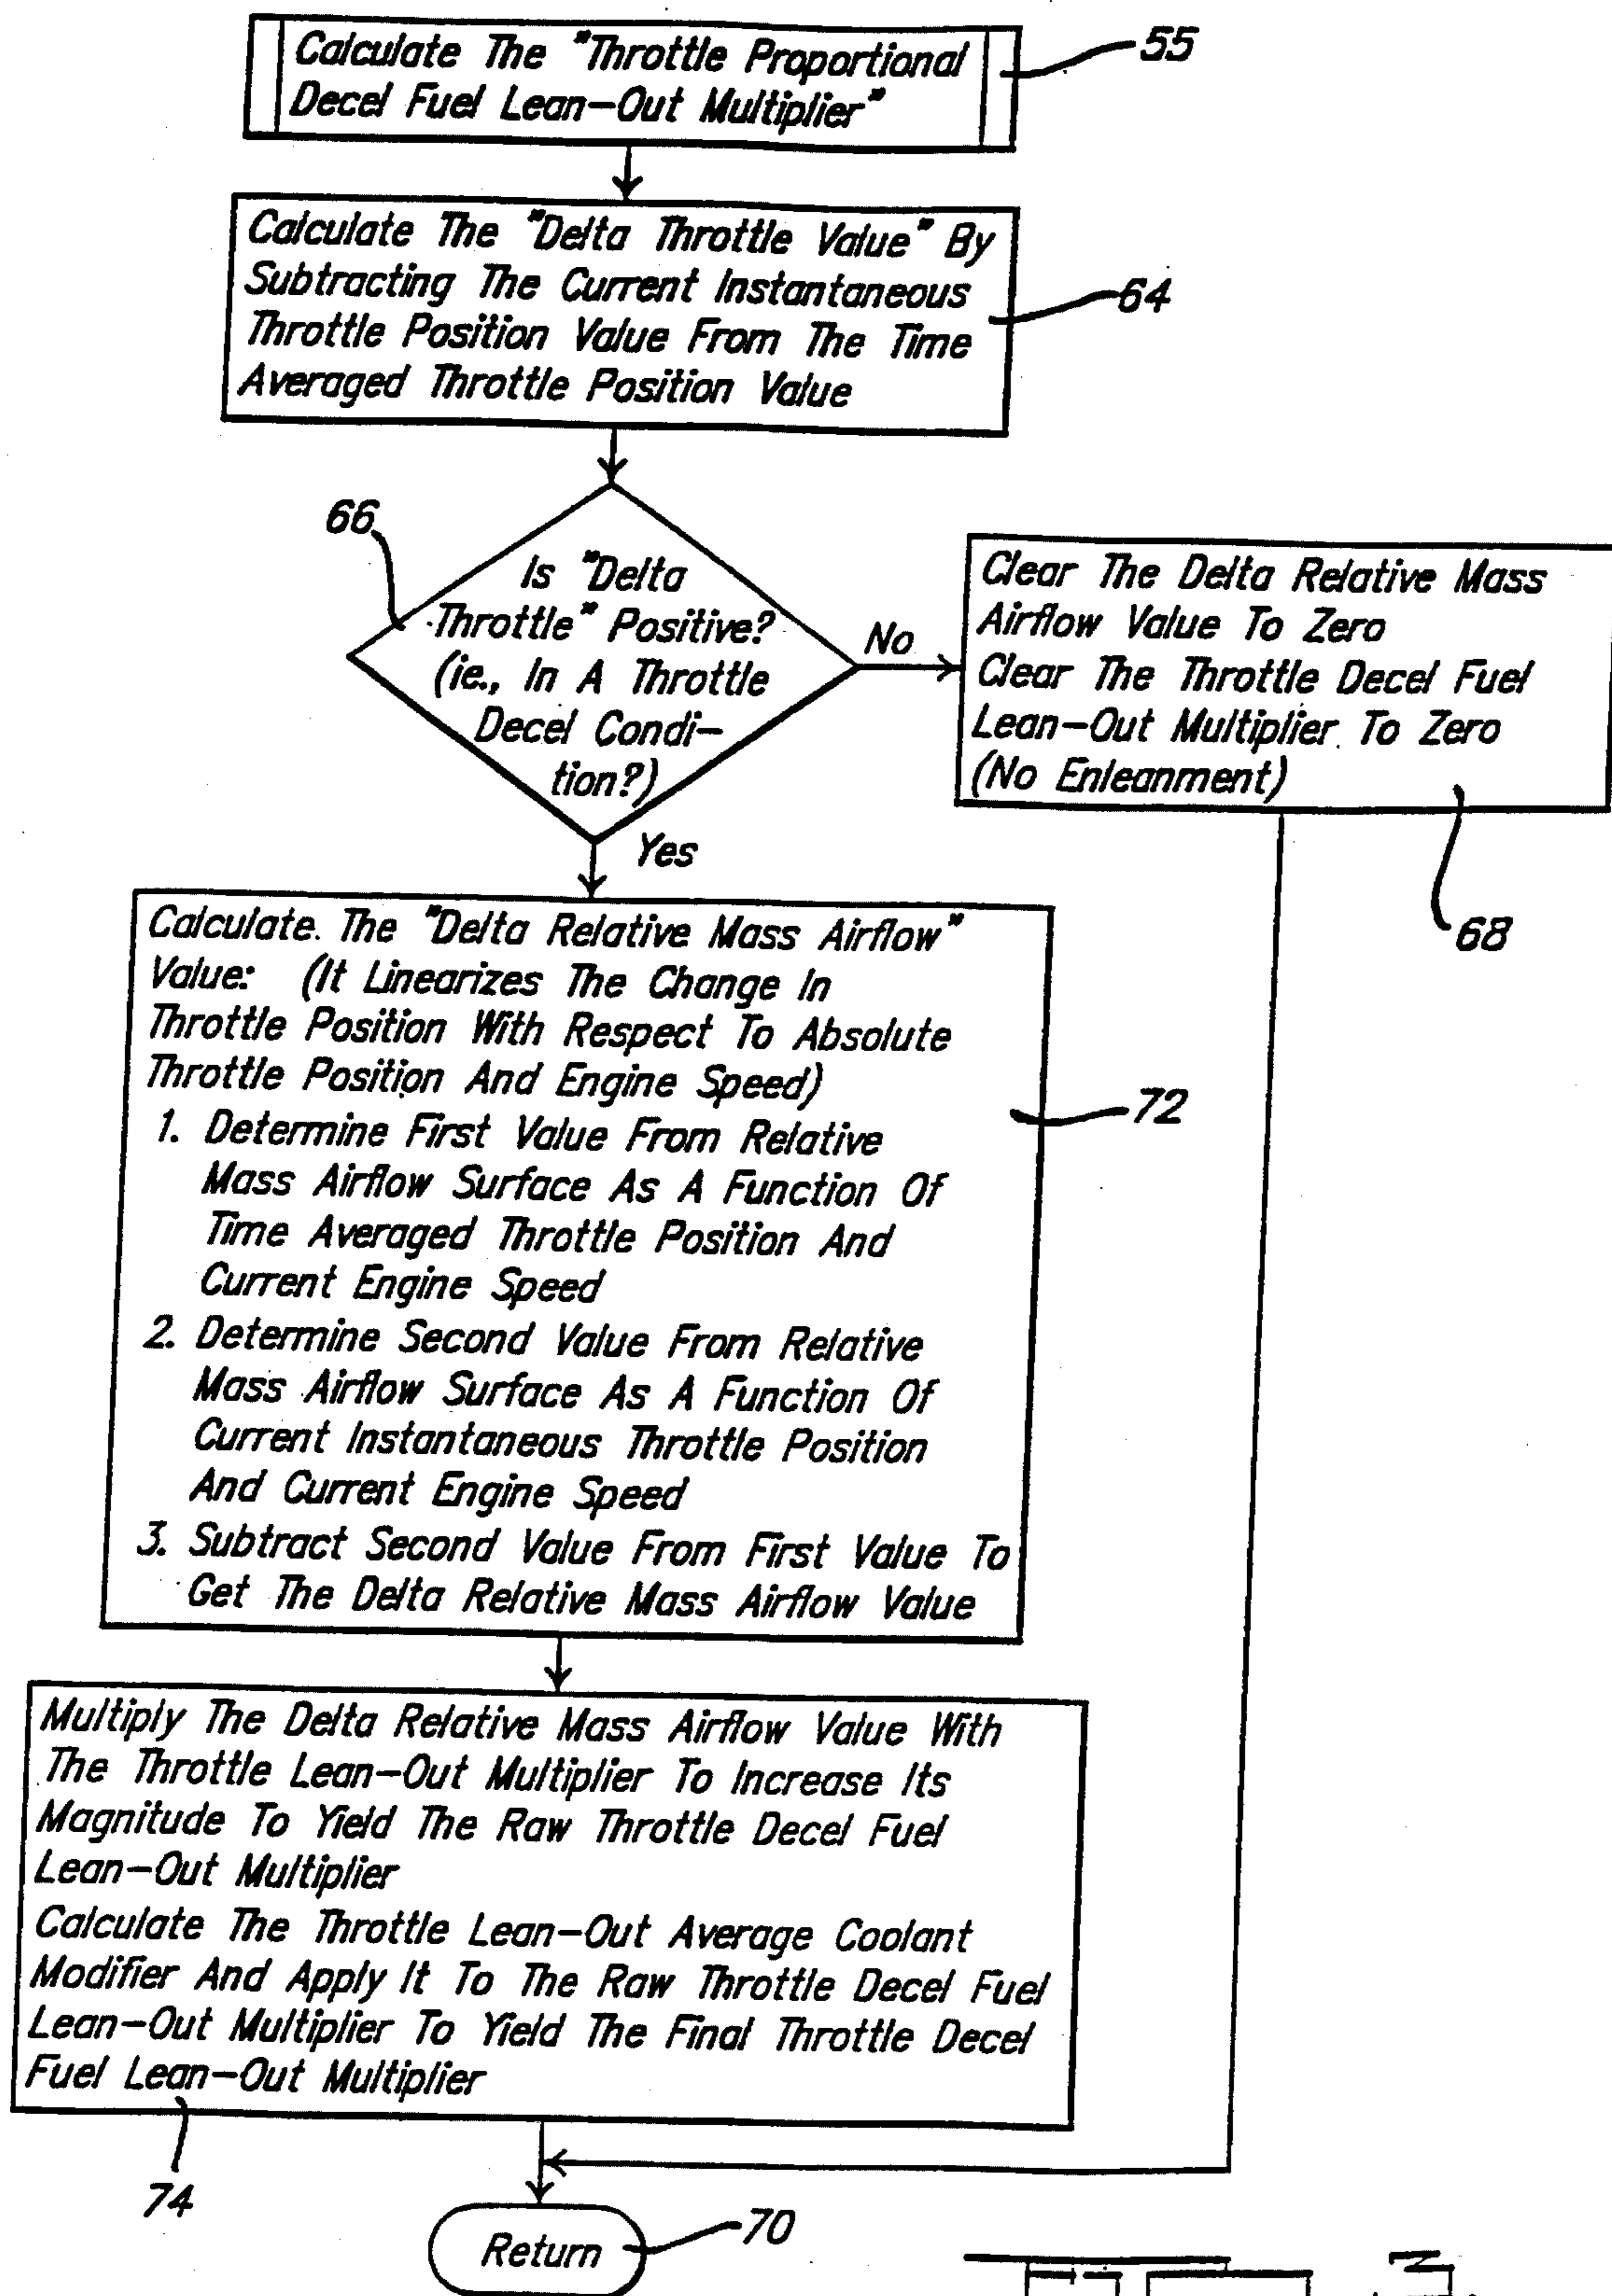 Calculate The "Throttle Proportional
Decel Fuel Lean-Out Multiplier"
55
Calculate The "Delta Throttle Value" By
Subtracting The Current Instantaneous
Throttle Position Value From The Time
Averaged Throttle Position Value
64
66
Is "Delta
Throttle" Positive?
(ie., In A Throttle
Decel Condi-
tion?)
No
Clear The Delta Relative Mass
Airflow Value To Zero
Clear The Throttle Decel Fuel
Lean-Out Multiplier To Zero
(No Enleanment)
68
Yes
Calculate. The "Delta Relative Mass Airflow"
Value: (It Linearizes The Change In
Throttle Position With Respect To Absolute
Throttle Position And Engine Speed)
1. Determine First Value From Relative
Mass Airflow Surface As A Function Of
Time Averaged Throttle Position And
Current Engine Speed
2. Determine Second Value From Relative
Mass Airflow Surface As A Function Of
Current Instantaneous Throttle Position
And Current Engine Speed
3. Subtract Second Value From First Value To
Get The Delta Relative Mass Airflow Value
72
Multiply The Delta Relative Mass Airflow Value With
The Throttle Lean-Out Multiplier To Increase Its
Magnitude To Yield The Raw Throttle Decel Fuel
Lean-Out Multiplier
Calculate The Throttle Lean-Out Average Coolant
Modifier And Apply It To The Raw Throttle Decel Fuel
Lean-Out Multiplier To Yield The Final Throttle Decel
Fuel Lean-Out Multiplier
74
Return
70